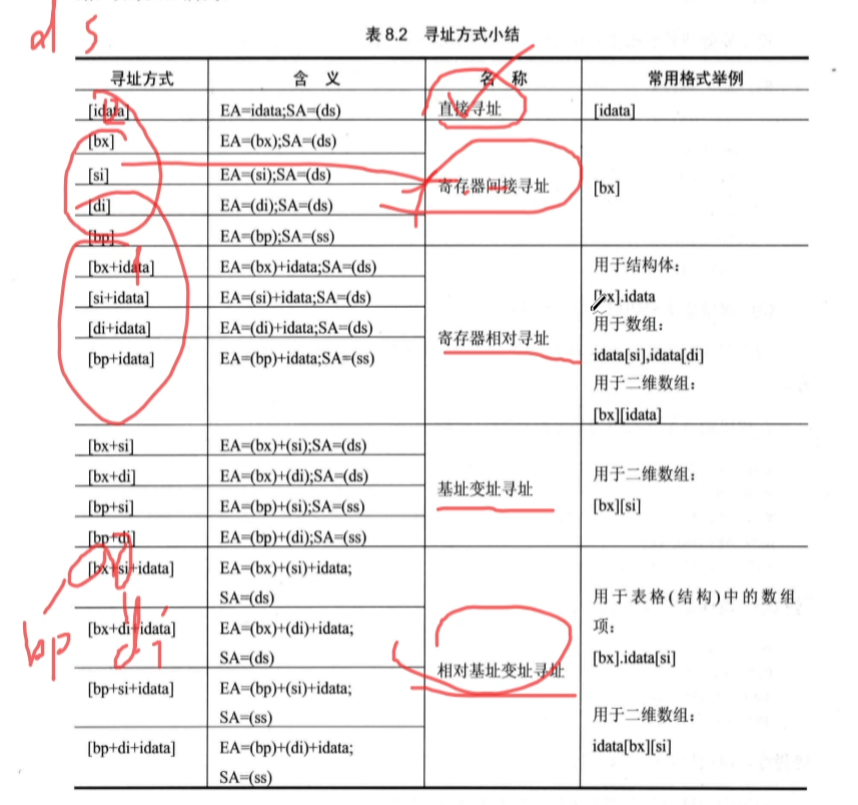 表 8.2 寻址方式小结
寻址方式 含 义 名 称 常用格式举例
[idata] EA=idata;SA=(ds) 直接寻址 [idata]
[bx] EA=(bx);SA=(ds)
[si] EA=(si);SA=(ds)
寄存器间接寻址 [bx]
[di] EA=(di);SA=(ds)
[bp] EA=(bp);SA=(ss)
[bx+idata] EA=(bx)+idata;SA=(ds) 用于结构体：
[si+idata] EA=(si)+idata;SA=(ds) [bx].idata
[di+idata] EA=(di)+idata;SA=(ds) 用于数组：
寄存器相对寻址
[bp+idata] EA=(bp)+idata;SA=(ss) idata[si],idata[di]
用于二维数组：
[bx][idata]
[bx+si] EA=(bx)+(si);SA=(ds)
[bx+di] EA=(bx)+(di);SA=(ds) 用于二维数组：
基址变址寻址
[bp+si] EA=(bp)+(si);SA=(ss) [bx][si]
[bp+di] EA=(bp)+(di);SA=(ss)
[bx+si+idata] EA=(bx)+(si)+idata;
SA=(ds) 用于表格(结构)中的数组
[bx+di+idata] EA=(bx)+(di)+idata; 项：
SA=(ds) [bx].idata[si]
相对基址变址寻址
[bp+si+idata] EA=(bp)+(si)+idata;
SA=(ss) 用于二维数组：
[bp+di+idata] EA=(bp)+(di)+idata; idata[bx][si]
SA=(ss)
bp di